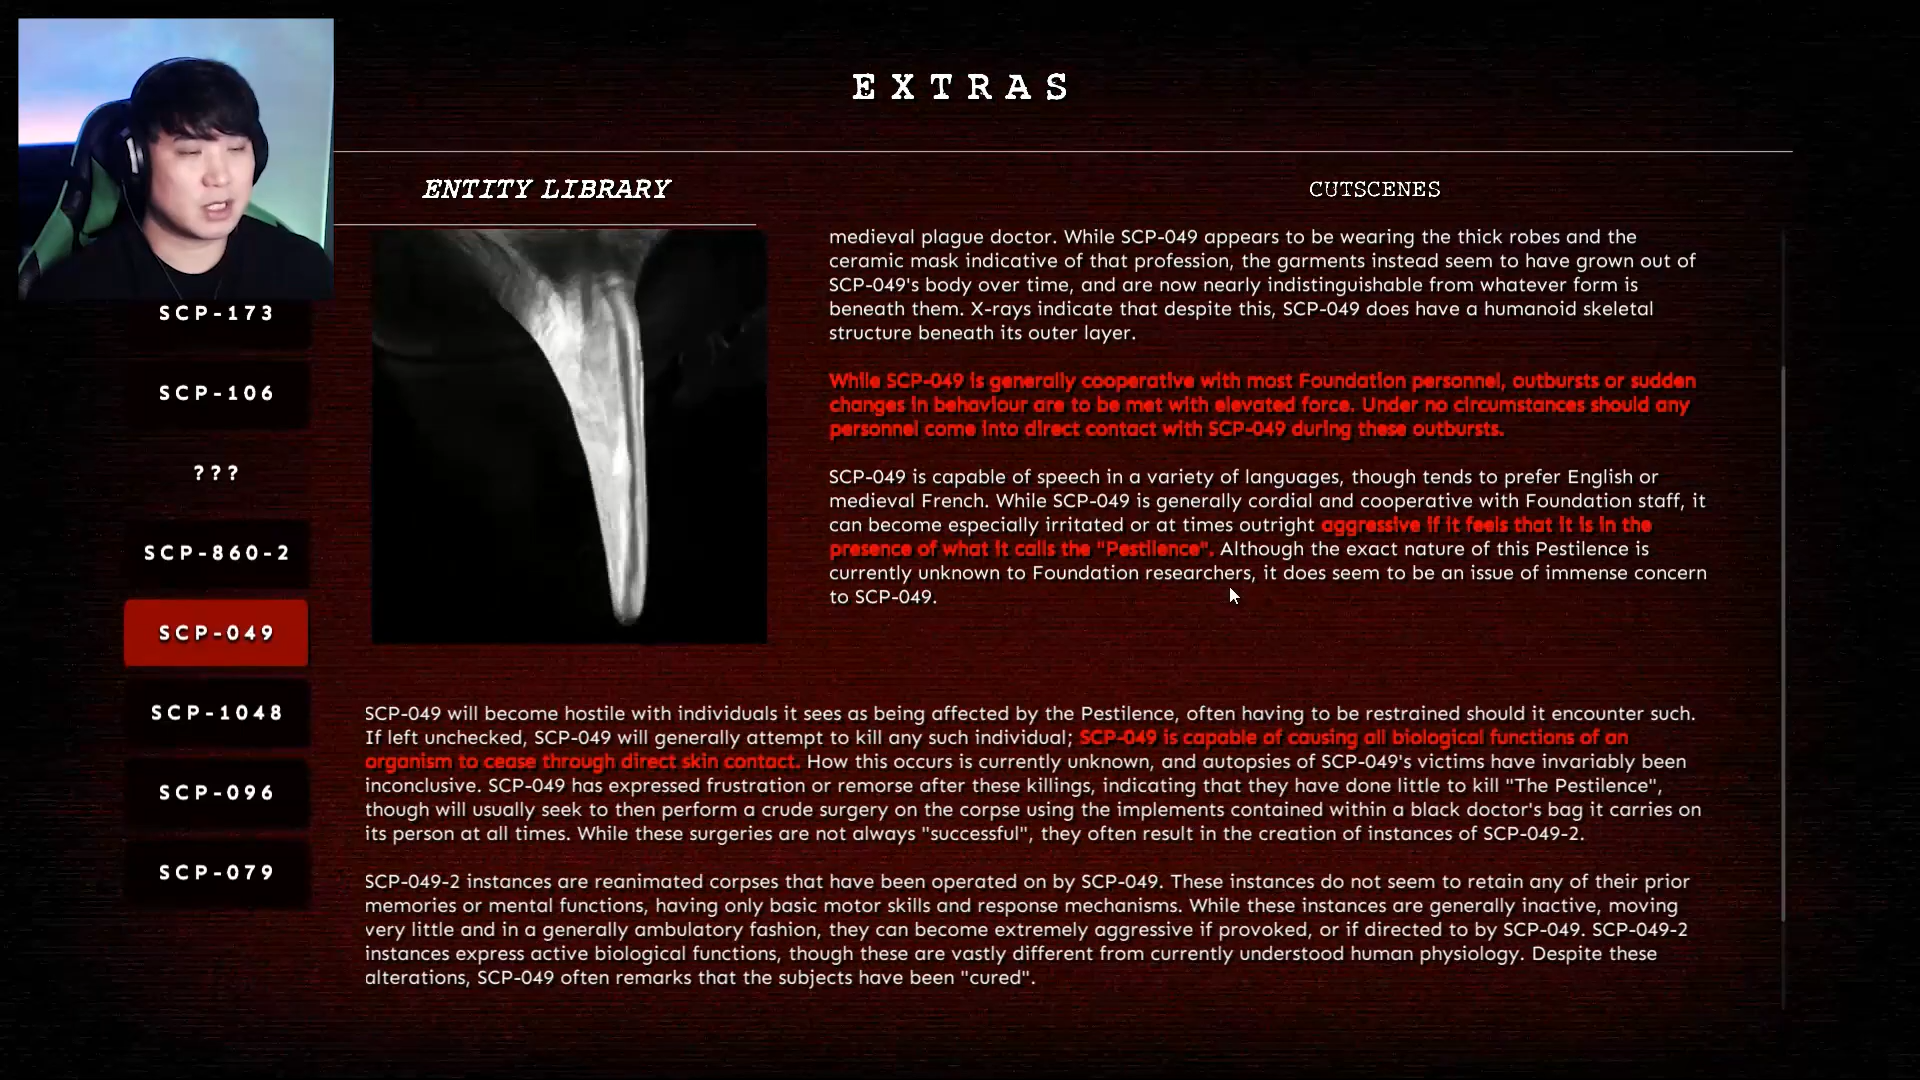 EXTRAS
ENTITY LIBRARY
CUTSCENES
SCP-173
SCP-106
???
SCP-860-2
SCP-049
SCP-1048
SCP-096
SCP-079
medieval plague doctor. While SCP-049 appears to be wearing the thick robes and the
ceramic mask indicative of that profession, the garments instead seem to have grown out of
SCP-049's body over time, and are now nearly indistinguishable from whatever form is
beneath them. X-rays indicate that despite this, SCP-049 does have a humanoid skeletal
structure beneath its outer layer.
While SCP-049 is generally cooperative with most Foundation personnel, outbursts or sudden
changes in behaviour are to be met with elevated force. Under no circumstances should any
personnel come into direct contact with SCP-049 during these outbursts.
SCP-049 is capable of speech in a variety of languages, though tends to prefer English or
medieval French. While SCP-049 is generally cordial and cooperative with Foundation staff, it
can become especially irritated or at times outright aggressive if it feels that it is in the
presence of what it calls the "Pestilence". Although the exact nature of this Pestilence is
currently unknown to Foundation researchers, it does seem to be an issue of immense concern
to SCP-049.
SCP-049 will become hostile with individuals it sees as being affected by the Pestilence, often having to be restrained should it encounter such.
If left unchecked, SCP-049 will generally attempt to kill any such individual; SCP-049 is capable of causing all biological functions of an
organism to cease through direct skin contact. How this occurs is currently unknown, and autopsies of SCP-049's victims have invariably been
inconclusive. SCP-049 has expressed frustration or remorse after these killings, indicating that they have done little to kill "The Pestilence",
though will usually seek to then perform a crude surgery on the corpse using the implements contained within a black doctor's bag it carries on
its person at all times. While these surgeries are not always "successful", they often result in the creation of instances of SCP-049-2.
SCP-049-2 instances are reanimated corpses that have been operated on by SCP-049. These instances do not seem to retain any of their prior
memories or mental functions, having only basic motor skills and response mechanisms. While these instances are generally inactive, moving
very little and in a generally ambulatory fashion, they can become extremely aggressive if provoked, or if directed to by SCP-049. SCP-049-2
instances express active biological functions, though these are vastly different from currently understood human physiology. Despite these
alterations, SCP-049 often remarks that the subjects have been "cured".